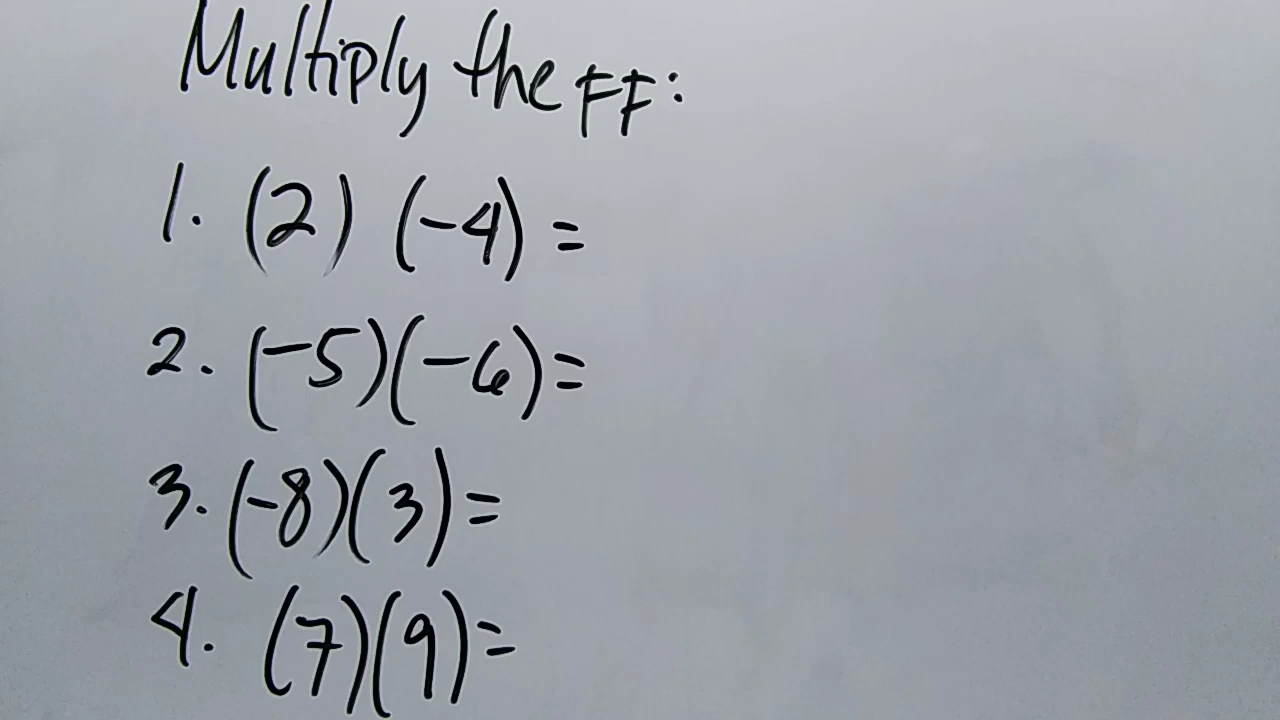 Multiply the FF:
1. (2) (-4) =
2. (-5)(-6)=
3. (-8)(3)=
4. (7)(9)=